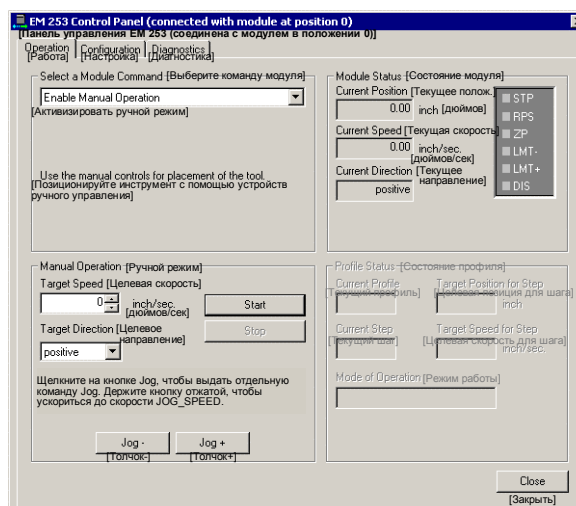 EM 253 Control Panel (connected with module at position 0)
[Панель управления EM 253 (соединена с модулем в положении 0)]
Operation Configuration Diagnostics
[Работа] [Настройка] [Диагностика]
Select a Module Command [Выберите команду модуля]
Enable Manual Operation
[Активизировать ручной режим]
Use the manual controls for placement of the tool.
[Позиционируйте инструмент с помощью устройств
ручного управления]
Module Status [Состояние модуля]
Current Position [Текущее полож.]
0.00 inch [дюймов]
Current Speed [Текущая скорость]
0.00 inch/sec.
[дюймов/сек]
Current Direction [Текущее
направление]
positive
STP
RPS
ZP
LMT-
LMT+
DIS
Manual Operation [Ручной режим]
Target Speed [Целевая скорость]
0 inch/sec. Start
[дюймов/сек]
Target Direction [Целевое
направление]
Stop
positive
Щелкните на кнопке Jog, чтобы выдать отдельную
команду Jog. Держите кнопку отжатой, чтобы
ускориться до скорости JOG_SPEED.
Jog - Jog +
[Толчок-] [Толчок+]
Profile Status [Состояние профиля]
Current Profile Target Position for Step
[Текущий профиль] [Целевая позиция для шага]
inch
Current Step Target Speed for Step
[Текущий шаг] [Целевая скорость для шага]
inch/sec.
Mode of Operation [Режим работы]
Close
[Закрыть]